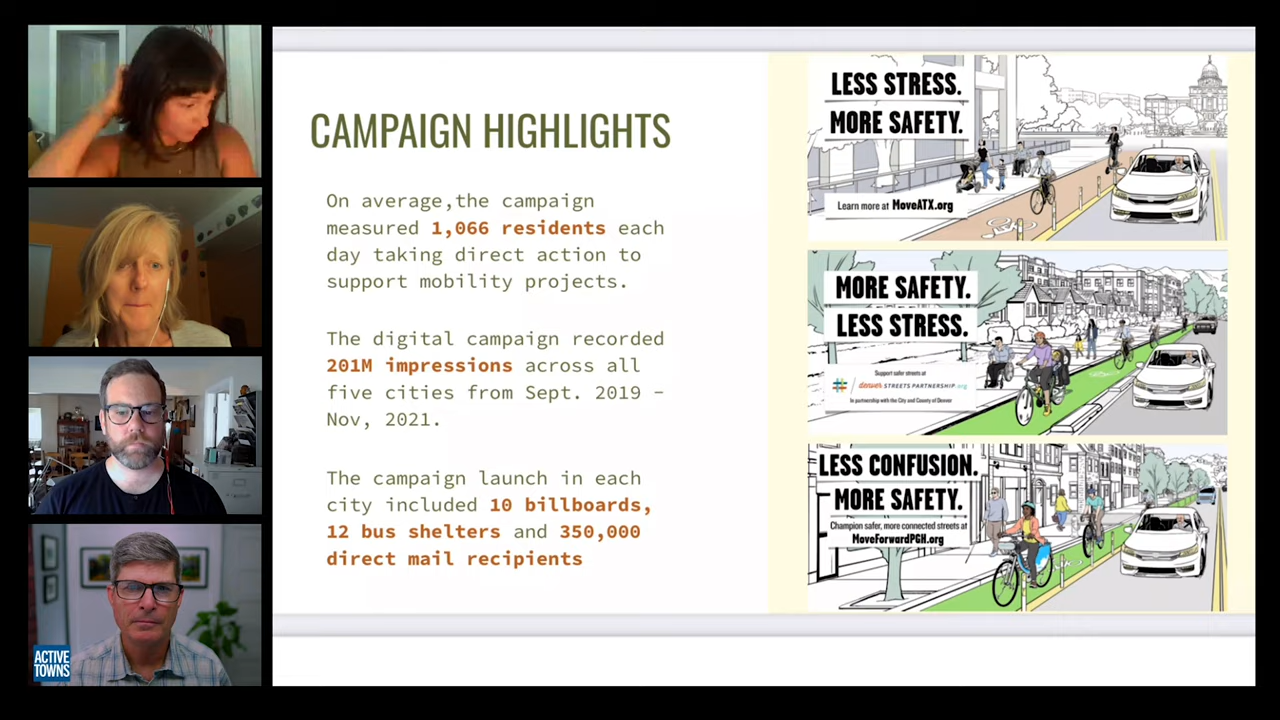 CAMPAIGN HIGHLIGHTS
On average,the campaign
measured 1,066 residents each
day taking direct action to
support mobility projects.
The digital campaign recorded
201M impressions across all
five cities from Sept. 2019 –
Nov, 2021.
The campaign launch in each
city included 10 billboards,
12 bus shelters and 350,000
direct mail recipients
LESS STRESS.
MORE SAFETY.
Learn more at MoveATX.org
MORE SAFETY.
LESS STRESS.
Support safer streets at
denver STREETS PARTNERSHIP.org
In partnership with the City and County of Denver
LESS CONFUSION.
MORE SAFETY.
Champion safer, more connected streets at
MoveForwardPGH.org
ACTIVE
TOWNS